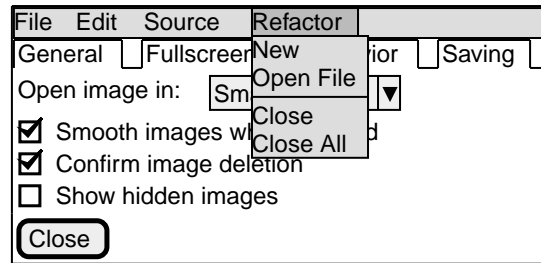 File Edit Source Refactor
General Fullscreen ior Saving
New
Open File
Close
Close All
Open image in: Sm
Smooth images wh d
Confirm image deletion
Show hidden images
Close